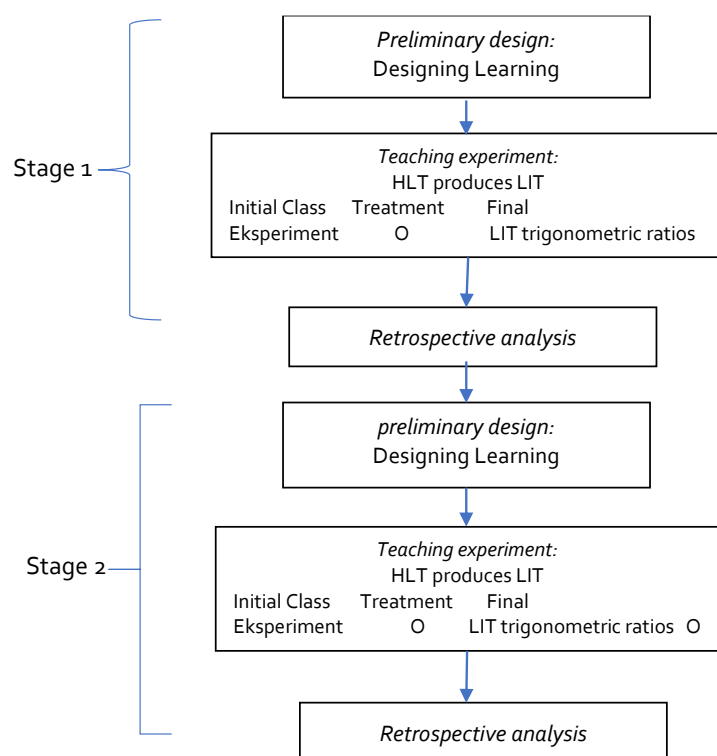 Preliminary design:
Designing Learning
Stage 1
Teaching experiment:
HLT produces LIT
Initial Class Treatment Final
Eksperiment O LIT trigonometric ratios
Retrospective analysis
preliminary design:
Designing Learning
Stage 2
Teaching experiment:
HLT produces LIT
Initial Class Treatment Final
Eksperiment O LIT trigonometric ratios O
Retrospective analysis